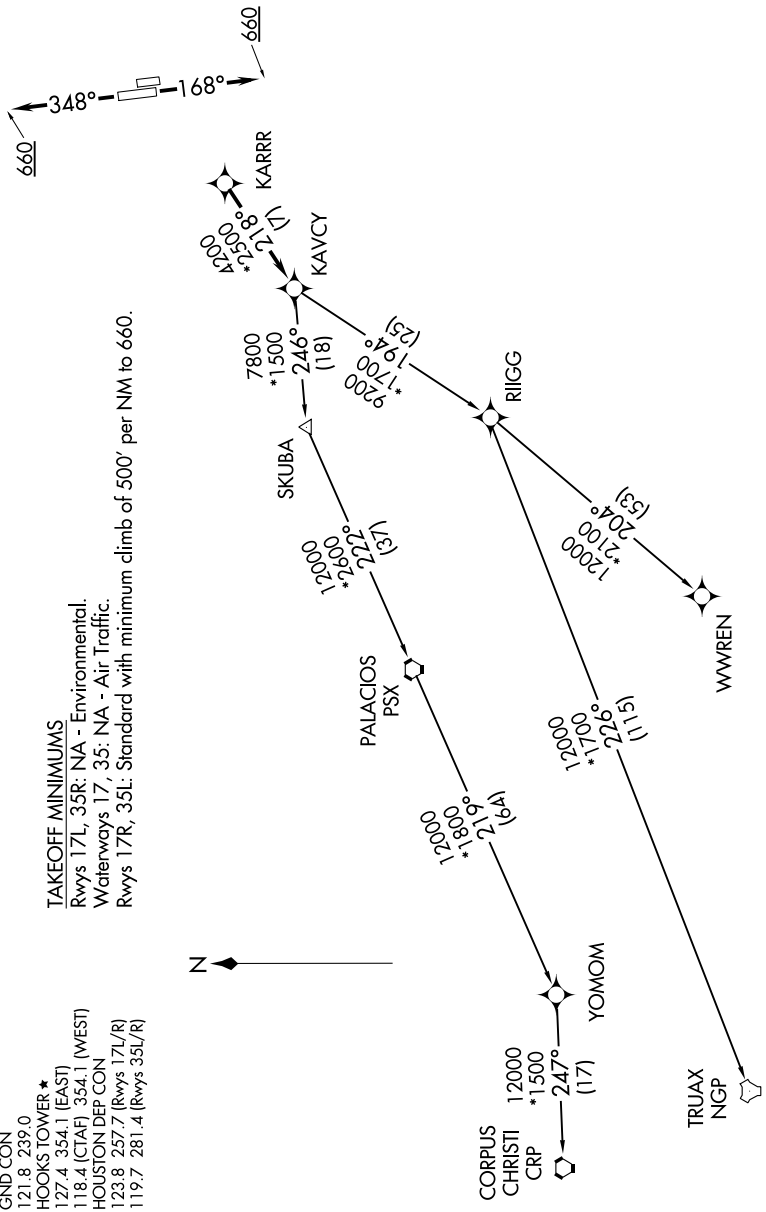 GND CON
121.8 239.0
HOOKS TOWER ★
127.4 354.1 (EAST)
118.4 (CTAF) 354.1 (WEST)
HOUSTON DEP CON
123.8 257.7 (Rwys 17L/R)
119.7 281.4 (Rwys 35L/R)
TAKEOFF MINIMUMS
Rwys 17L, 35R: NA - Environmental.
Waterways 17, 35: NA - Air Traffic.
Rwys 17R, 35L: Standard with minimum climb of 500' per NM to 660.
N
660
348°
168°
660
KARRR
4200
*2500
218°
(7)
KAVCY
7800
*1500
246°
(18)
SKUBA
9200
*1700
194°
(25)
RIIGG
12000
*2600
222°
(37)
PALACIOS
PSX
12000
*2100
204°
(53)
WWREN
12000
*1800
219°
(64)
YOMOM
12000
*1700
226°
(115)
TRUAX
NGP
12000
*1500
247°
(17)
CORPUS
CHRISTI
CRP